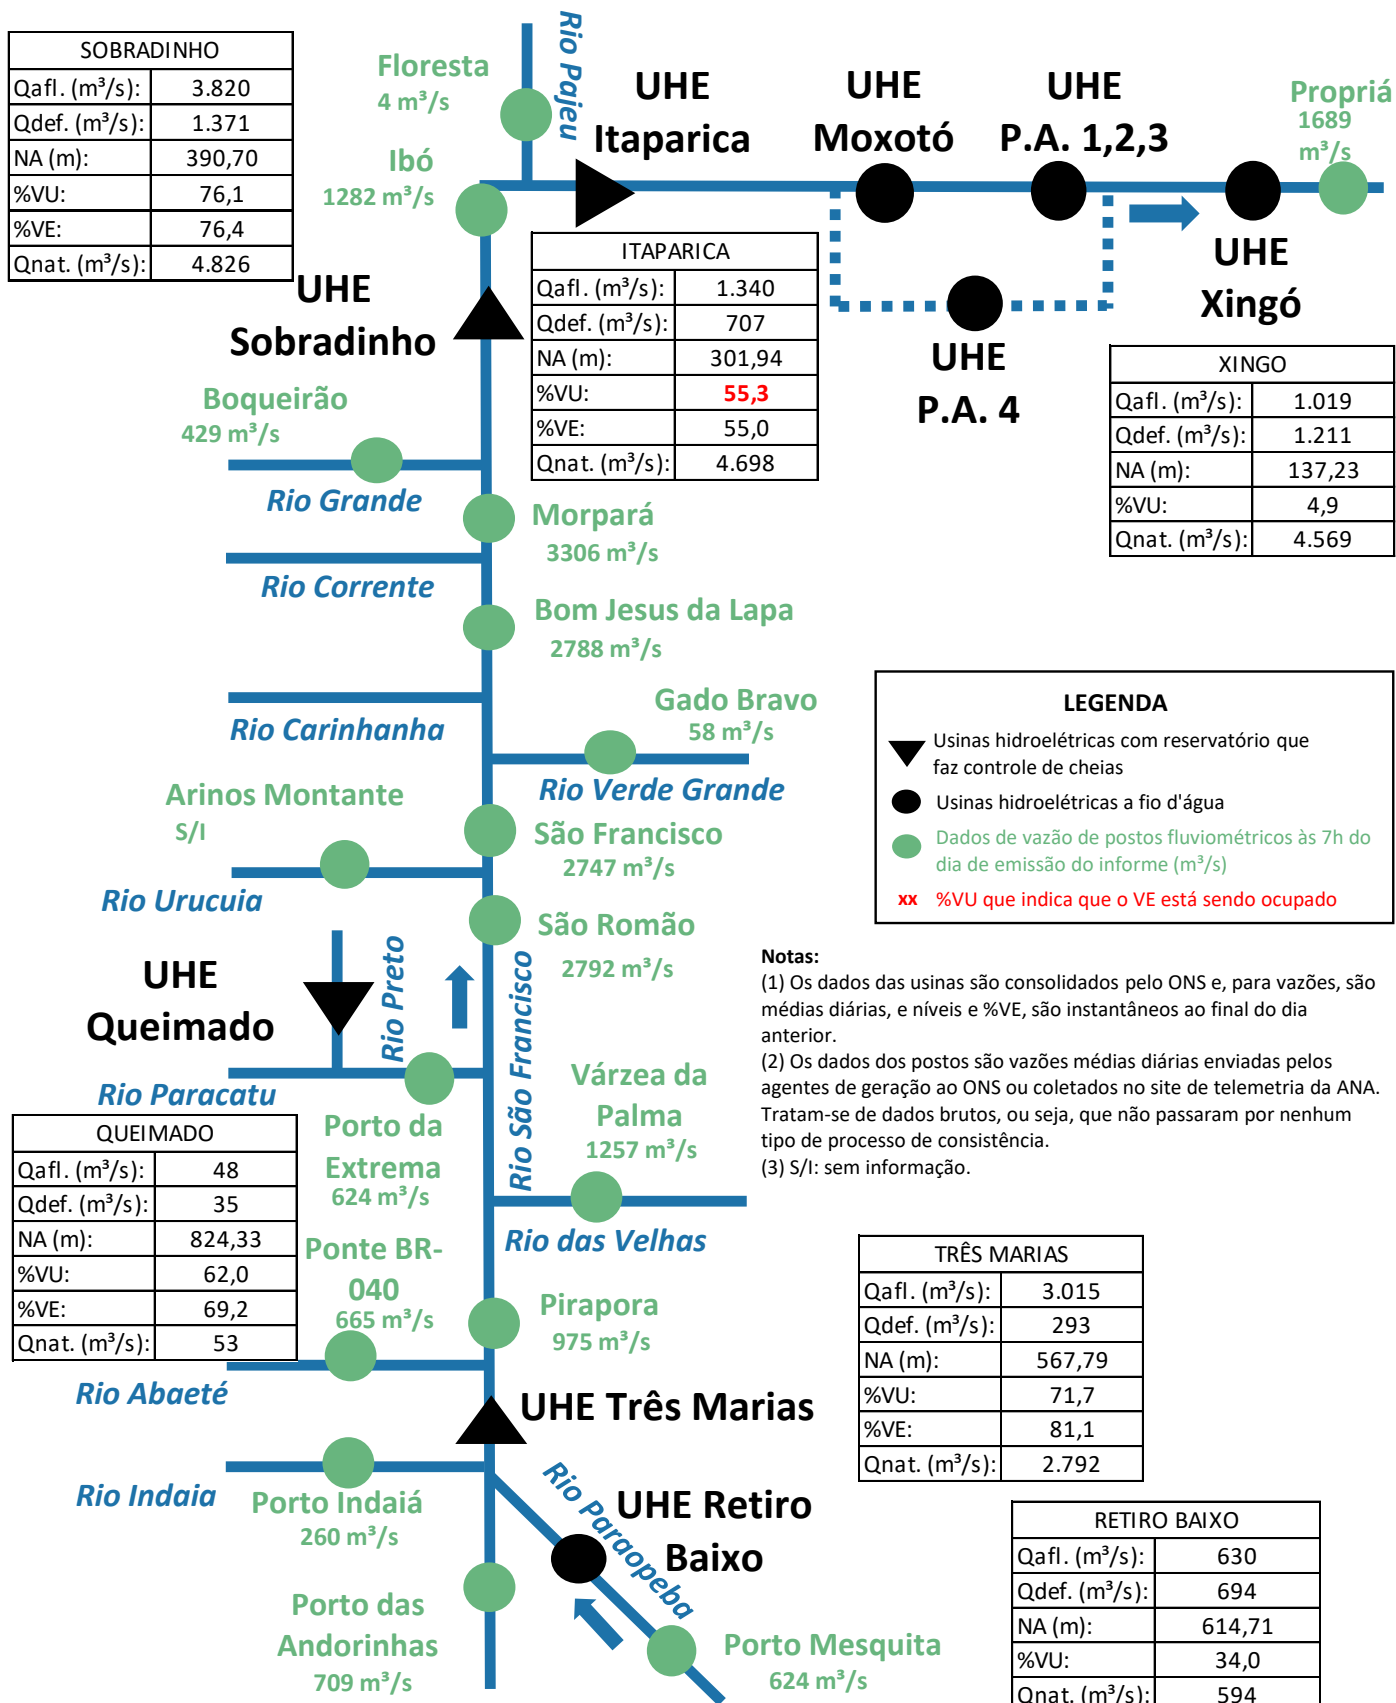 SOBRADINHO
Qafl. (m³/s): 3.820
Qdef. (m³/s): 1.371
NA (m): 390,70
%VU: 76,1
%VE: 76,4
Qnat. (m³/s): 4.826
Floresta
4 m³/s
Rio Pajeu
Ibó
1282 m³/s
UHE
Itaparica
UHE
Moxotó
UHE
P.A. 1,2,3
Propriá
1689
m³/s
UHE
Sobradinho
ITAPARICA
Qafl. (m³/s): 1.340
Qdef. (m³/s): 707
NA (m): 301,94
%VU: 55,3
%VE: 55,0
Qnat. (m³/s): 4.698
UHE
P.A. 4
UHE
Xingó
XINGO
Qafl. (m³/s): 1.019
Qdef. (m³/s): 1.211
NA (m): 137,23
%VU: 4,9
Qnat. (m³/s): 4.569
Boqueirão
429 m³/s
Rio Grande
Morpará
3306 m³/s
Rio Corrente
Bom Jesus da Lapa
2788 m³/s
Rio Carinhanha
Gado Bravo
58 m³/s
Rio Verde Grande
LEGENDA
Usinas hidroelétricas com reservatório que
faz controle de cheias
Usinas hidroelétricas a fio d'água
Dados de vazão de postos fluviométricos às 7h do
dia de emissão do informe (m³/s)
xx %VU que indica que o VE está sendo ocupado
Arinos Montante
S/I
Rio Urucuia
São Francisco
2747 m³/s
São Romão
2792 m³/s
UHE
Queimado
Rio Preto
Rio São Francisco
Rio Paracatu
Notas:
(1) Os dados das usinas são consolidados pelo ONS e, para vazões, são
médias diárias, e níveis e %VE, são instantâneos ao final do dia
anterior.
(2) Os dados dos postos são vazões médias diárias enviadas pelos
agentes de geração ao ONS ou coletados no site de telemetria da ANA.
Tratam-se de dados brutos, ou seja, que não passaram por nenhum
tipo de processo de consistência.
(3) S/I: sem informação.
QUEIMADO
Qafl. (m³/s): 48
Qdef. (m³/s): 35
NA (m): 824,33
%VU: 62,0
%VE: 69,2
Qnat. (m³/s): 53
Porto da
Extrema
624 m³/s
Várzea da
Palma
1257 m³/s
Rio das Velhas
Ponte BR-
040
665 m³/s
Rio Abaeté
Pirapora
975 m³/s
TRÊS MARIAS
Qafl. (m³/s): 3.015
Qdef. (m³/s): 293
NA (m): 567,79
%VU: 71,7
%VE: 81,1
Qnat. (m³/s): 2.792
UHE Três Marias
Rio Indaia
Porto Indaiá
260 m³/s
Rio Paraopeba
UHE Retiro
Baixo
Porto das
Andorinhas
709 m³/s
Porto Mesquita
624 m³/s
RETIRO BAIXO
Qafl. (m³/s): 630
Qdef. (m³/s): 694
NA (m): 614,71
%VU: 34,0
Qnat. (m³/s): 594